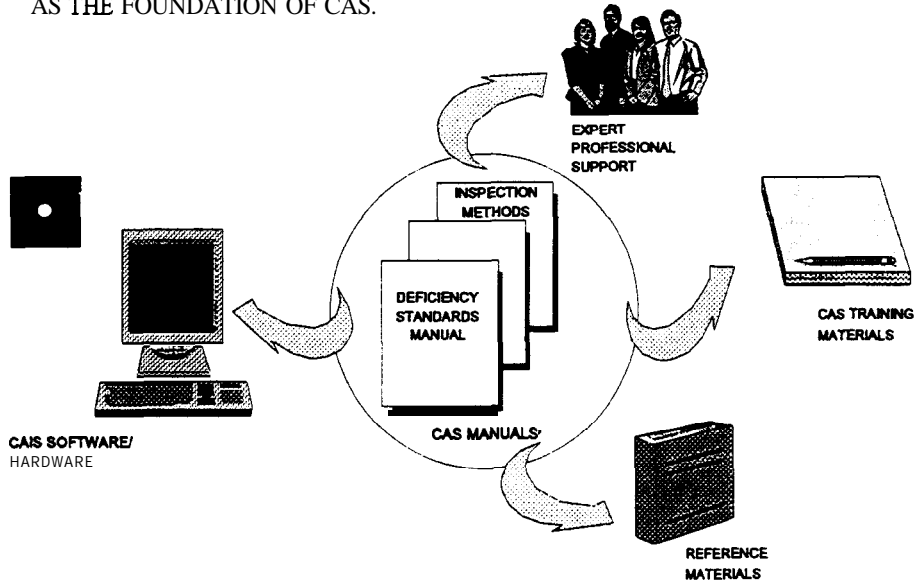 AS THE FOUNDATION OF CAS.
EXPERT
PROFESSIONAL
SUPPORT
INSPECTION
METHODS
DEFICIENCY
STANDARDS
MANUAL
CAS TRAINING
MATERIALS
CAS MANUALS
CAIS SOFTWARE/
HARDWARE
REFERENCE
MATERIALS